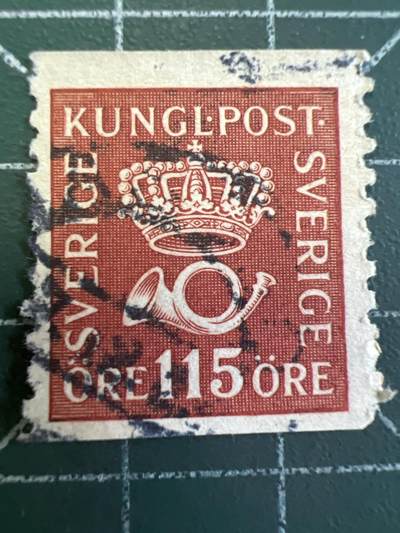 KUNGL·POST·
SVERIGE
SVERIGE
ÖRE 115 ÖRE